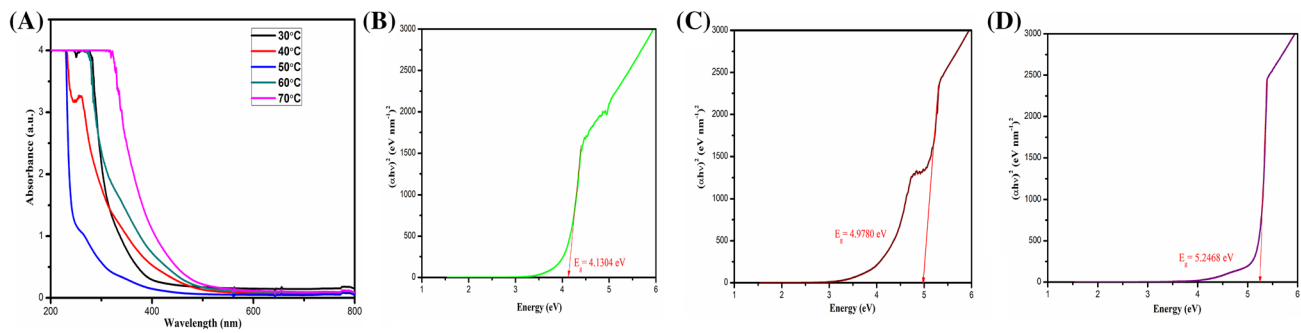 (A)
4
3
2
1
0
200
400
600
800
Absorbance (a.u.)
Wavelength (nm)
30°C
40°C
50°C
60°C
70°C
(B)
3000
2500
2000
1500
1000
500
0
1
2
3
4
5
6
(αhν)² (eV nm⁻¹)²
Energy (eV)
E_g = 4.1304 eV
(C)
3000
2500
2000
1500
1000
500
0
1
2
3
4
5
6
(αhν)² (eV nm⁻¹)²
Energy (eV)
E_g = 4.9780 eV
(D)
3000
2500
2000
1500
1000
500
0
1
2
3
4
5
6
(αhν)² (eV nm⁻¹)²
Energy (eV)
E_g = 5.2468 eV